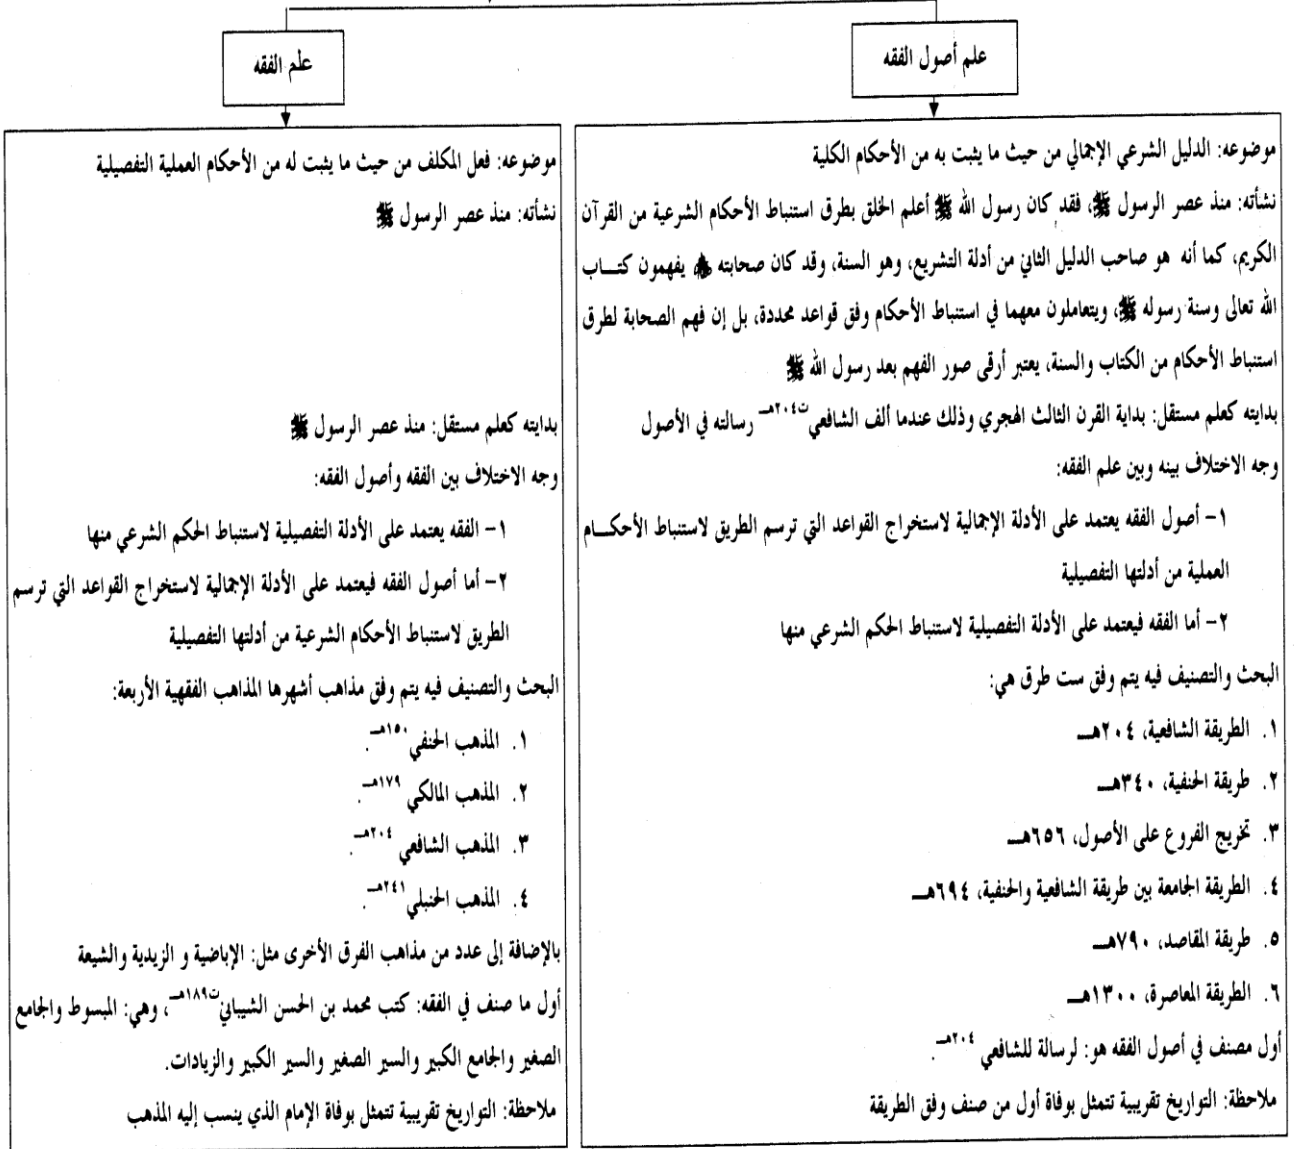 علم أصول الفقه
موضوعه: الدليل الشرعي الإجمالي من حيث ما يثبت به من الأحكام الكلية
نشأته: منذ عصر الرسول ﷺ، فقد كان رسول الله ﷺ أعلم الخلق بطرق استنباط الأحكام الشرعية من القرآن
الكريم، كما أنه هو صاحب الدليل الثاني من أدلة التشريع، وهو السنة، وقد كان صحابته يفهمون كتـــاب
الله تعالى وسنة رسوله ﷺ، ويتعاملون معهما في استنباط الأحكام وفق قواعد محددة، بل إن فهم الصحابة لطرق
استنباط الأحكام من الكتاب والسنة، يعتبر أرقى صور الفهم بعد رسول الله ﷺ
بدايته كعلم مستقل: بداية القرن الثالث الهجري وذلك عندما ألف الشافعي ت٢٠٤هـ رسالته في الأصول
وجه الاختلاف بينه وبين علم الفقه:
١- أصول الفقه يعتمد على الأدلة الإجمالية لاستخراج القواعد التي ترسم الطريق لاستنباط الأحكـــام
العملية من أدلتها التفصيلية
٢- أما الفقه فيعتمد على الأدلة التفصيلية لاستنباط الحكم الشرعي منها
البحث والتصنيف فيه يتم وفق ست طرق هي:
١. الطريقة الشافعية، ٢٠٤هـــ
٢. طريقة الحنفية، ٣٤٠هـــ
٣. تخريج الفروع على الأصول، ٦٥٦هـــ
٤. الطريقة الجامعة بين طريقة الشافعية والحنفية، ٦٩٤هـــ
٥. طريقة المقاصد، ٧٩٠هـــ
٦. الطريقة المعاصرة، ١٣٠٠هـــ
أول مصنف في أصول الفقه هو: لرسالة للشافعي ٢٠٤هـ.
ملاحظة: التواريخ تقريبية تتمثل بوفاة أول من صنف وفق الطريقة
علم الفقه
موضوعه: فعل المكلف من حيث ما يثبت له من الأحكام العملية التفصيلية
نشأته: منذ عصر الرسول ﷺ
بدايته كعلم مستقل: منذ عصر الرسول ﷺ
وجه الاختلاف بين الفقه وأصول الفقه:
١- الفقه يعتمد على الأدلة التفصيلية لاستنباط الحكم الشرعي منها
٢- أما أصول الفقه فيعتمد على الأدلة الإجمالية لاستخراج القواعد التي ترسم
الطريق لاستنباط الأحكام الشرعية من أدلتها التفصيلية
البحث والتصنيف فيه يتم وفق مذاهب أشهرها المذاهب الفقهية الأربعة:
١. المذهب الحنفي ١٥٠هـ.
٢. المذهب المالكي ١٧٩هـ.
٣. المذهب الشافعي ٢٠٤هـ.
٤. المذهب الحنبلي ٢٤١هـ.
بالإضافة إلى عدد من مذاهب الفرق الأخرى مثل: الإباضية و الزيدية والشيعة
أول ما صنف في الفقه: كتب محمد بن الحسن الشيباني ت١٨٩هـ، وهي: المبسوط والجامع
الصغير والجامع الكبير والسير الصغير والسير الكبير والزيادات.
ملاحظة: التواريخ تقريبية تتمثل بوفاة الإمام الذي ينسب إليه المذهب